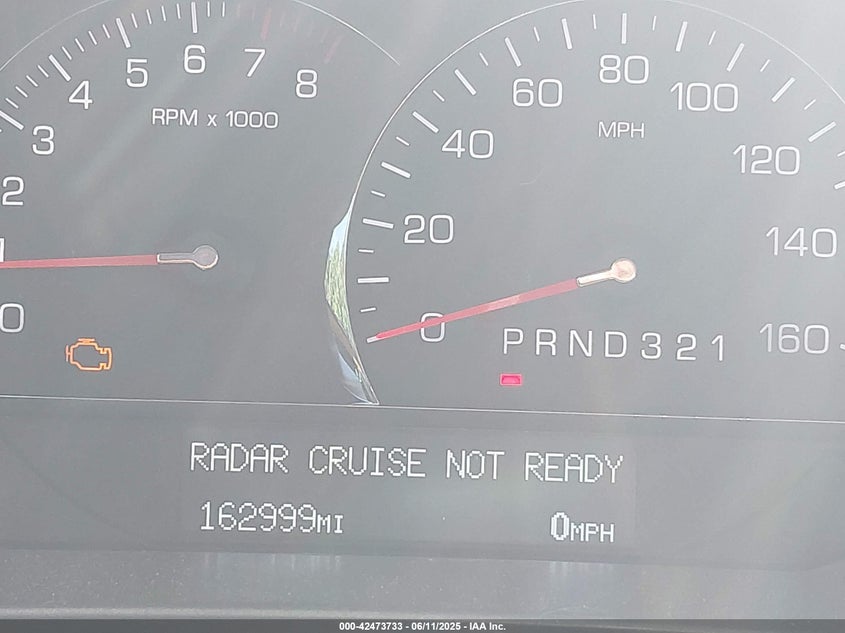 0 1 2 3 4 5 6 7 8
RPM x 1000
0 20 40 60 80 100 120 140 160
MPH
PRND321
RADAR CRUISE NOT READY
162999MI 0MPH
000-42473733 - 06/11/2025 - IAA Inc.